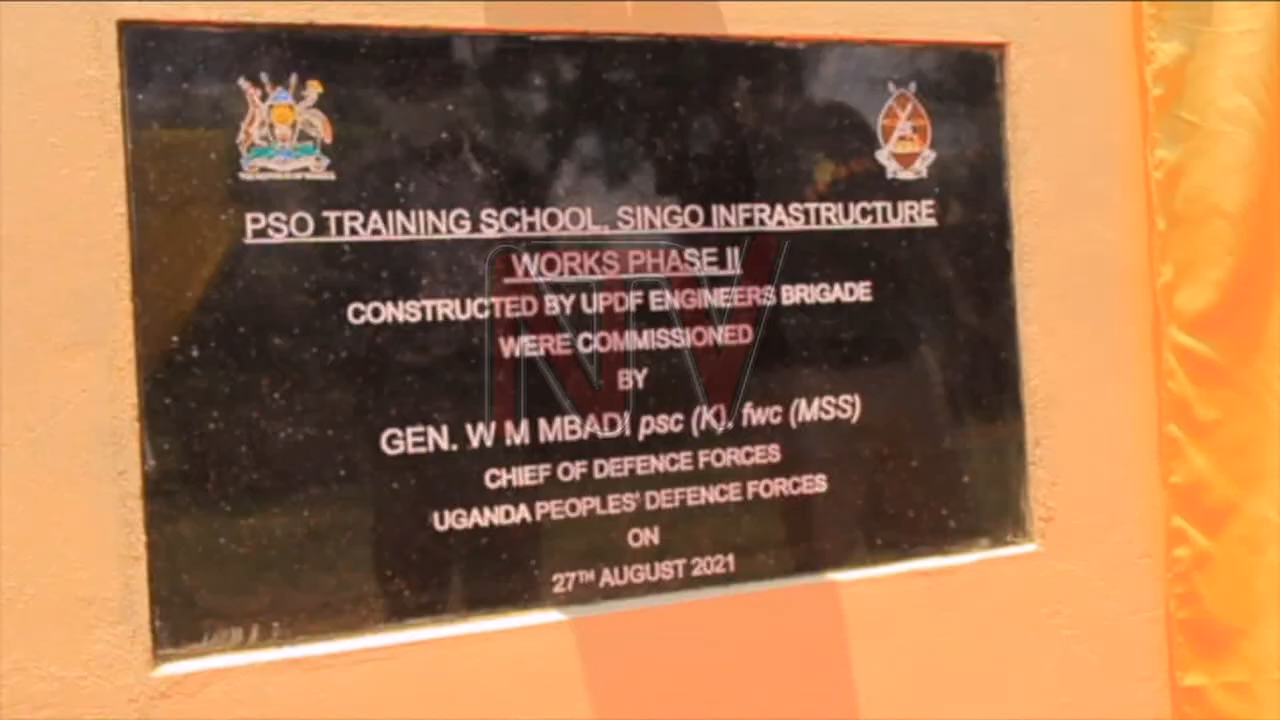 PSO TRAINING SCHOOL, SINGO INFRASTRUCTURE
WORKS PHASE II
CONSTRUCTED BY UPDF ENGINEERS BRIGADE
WERE COMMISSIONED
BY
GEN. W M MBADI psc (K), fwc (MSS)
CHIEF OF DEFENCE FORCES
UGANDA PEOPLES' DEFENCE FORCES
ON
27TH AUGUST 2021
NTV